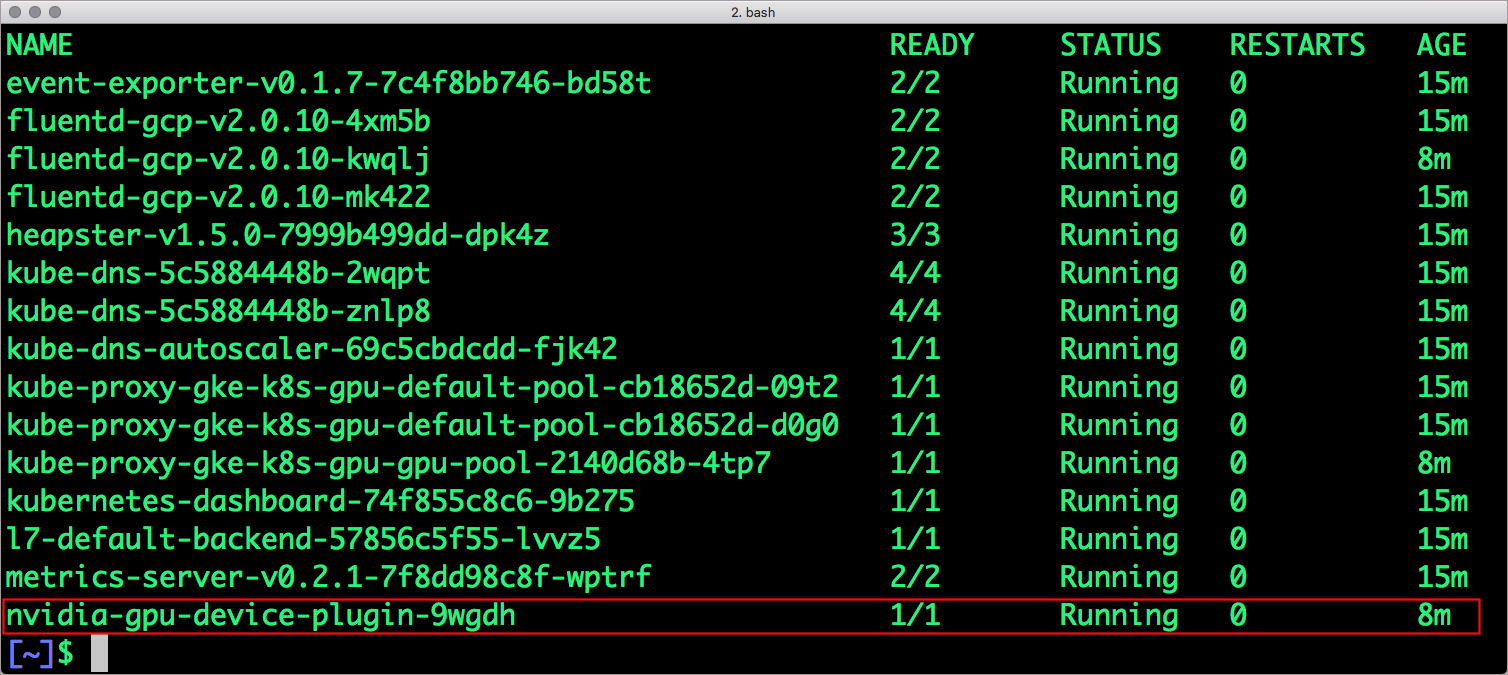 2. bash
NAME READY STATUS RESTARTS AGE
event-exporter-v0.1.7-7c4f8bb746-bd58t 2/2 Running 0 15m
fluentd-gcp-v2.0.10-4xm5b 2/2 Running 0 15m
fluentd-gcp-v2.0.10-kwqlj 2/2 Running 0 8m
fluentd-gcp-v2.0.10-mk422 2/2 Running 0 15m
heapster-v1.5.0-7999b499dd-dpk4z 3/3 Running 0 15m
kube-dns-5c5884448b-2wqpt 4/4 Running 0 15m
kube-dns-5c5884448b-znlp8 4/4 Running 0 15m
kube-dns-autoscaler-69c5cbdcdd-fjk42 1/1 Running 0 15m
kube-proxy-gke-k8s-gpu-default-pool-cb18652d-09t2 1/1 Running 0 15m
kube-proxy-gke-k8s-gpu-default-pool-cb18652d-d0g0 1/1 Running 0 15m
kube-proxy-gke-k8s-gpu-gpu-pool-2140d68b-4tp7 1/1 Running 0 8m
kubernetes-dashboard-74f855c8c6-9b275 1/1 Running 0 15m
l7-default-backend-57856c5f55-lvvz5 1/1 Running 0 15m
metrics-server-v0.2.1-7f8dd98c8f-wptrf 2/2 Running 0 15m
nvidia-gpu-device-plugin-9wgdh 1/1 Running 0 8m
[~]$